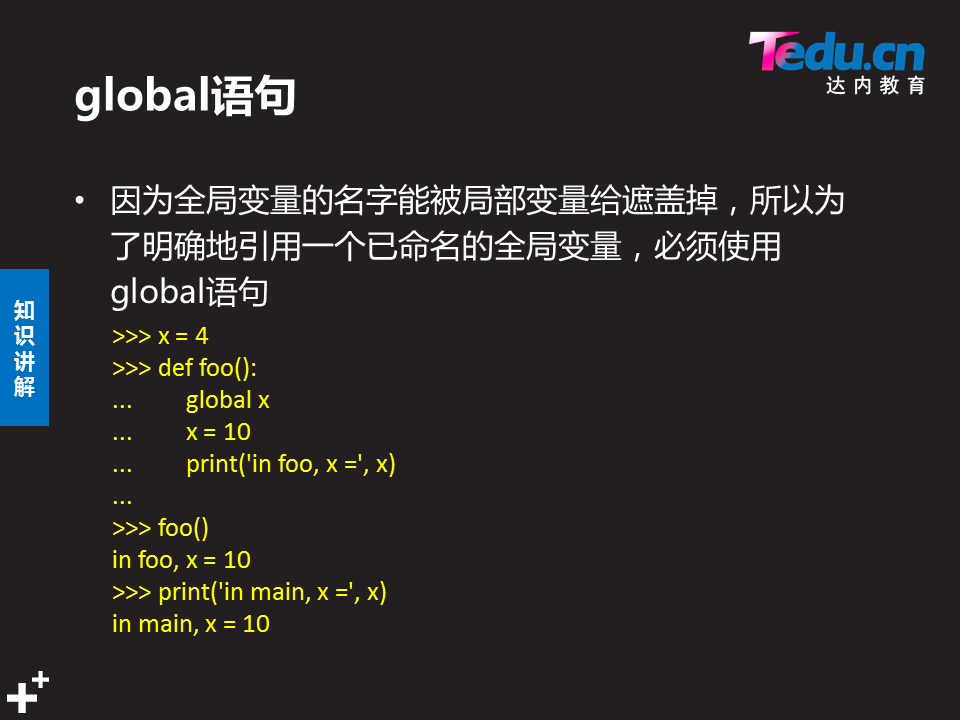 Tedu.cn
达内教育
global语句
• 因为全局变量的名字能被局部变量给遮盖掉，所以为
了明确地引用一个已命名的全局变量，必须使用
global语句
知
识
讲
解
>>> x = 4
>>> def foo():
... global x
... x = 10
... print('in foo, x =', x)
...
>>> foo()
in foo, x = 10
>>> print('in main, x =', x)
in main, x = 10